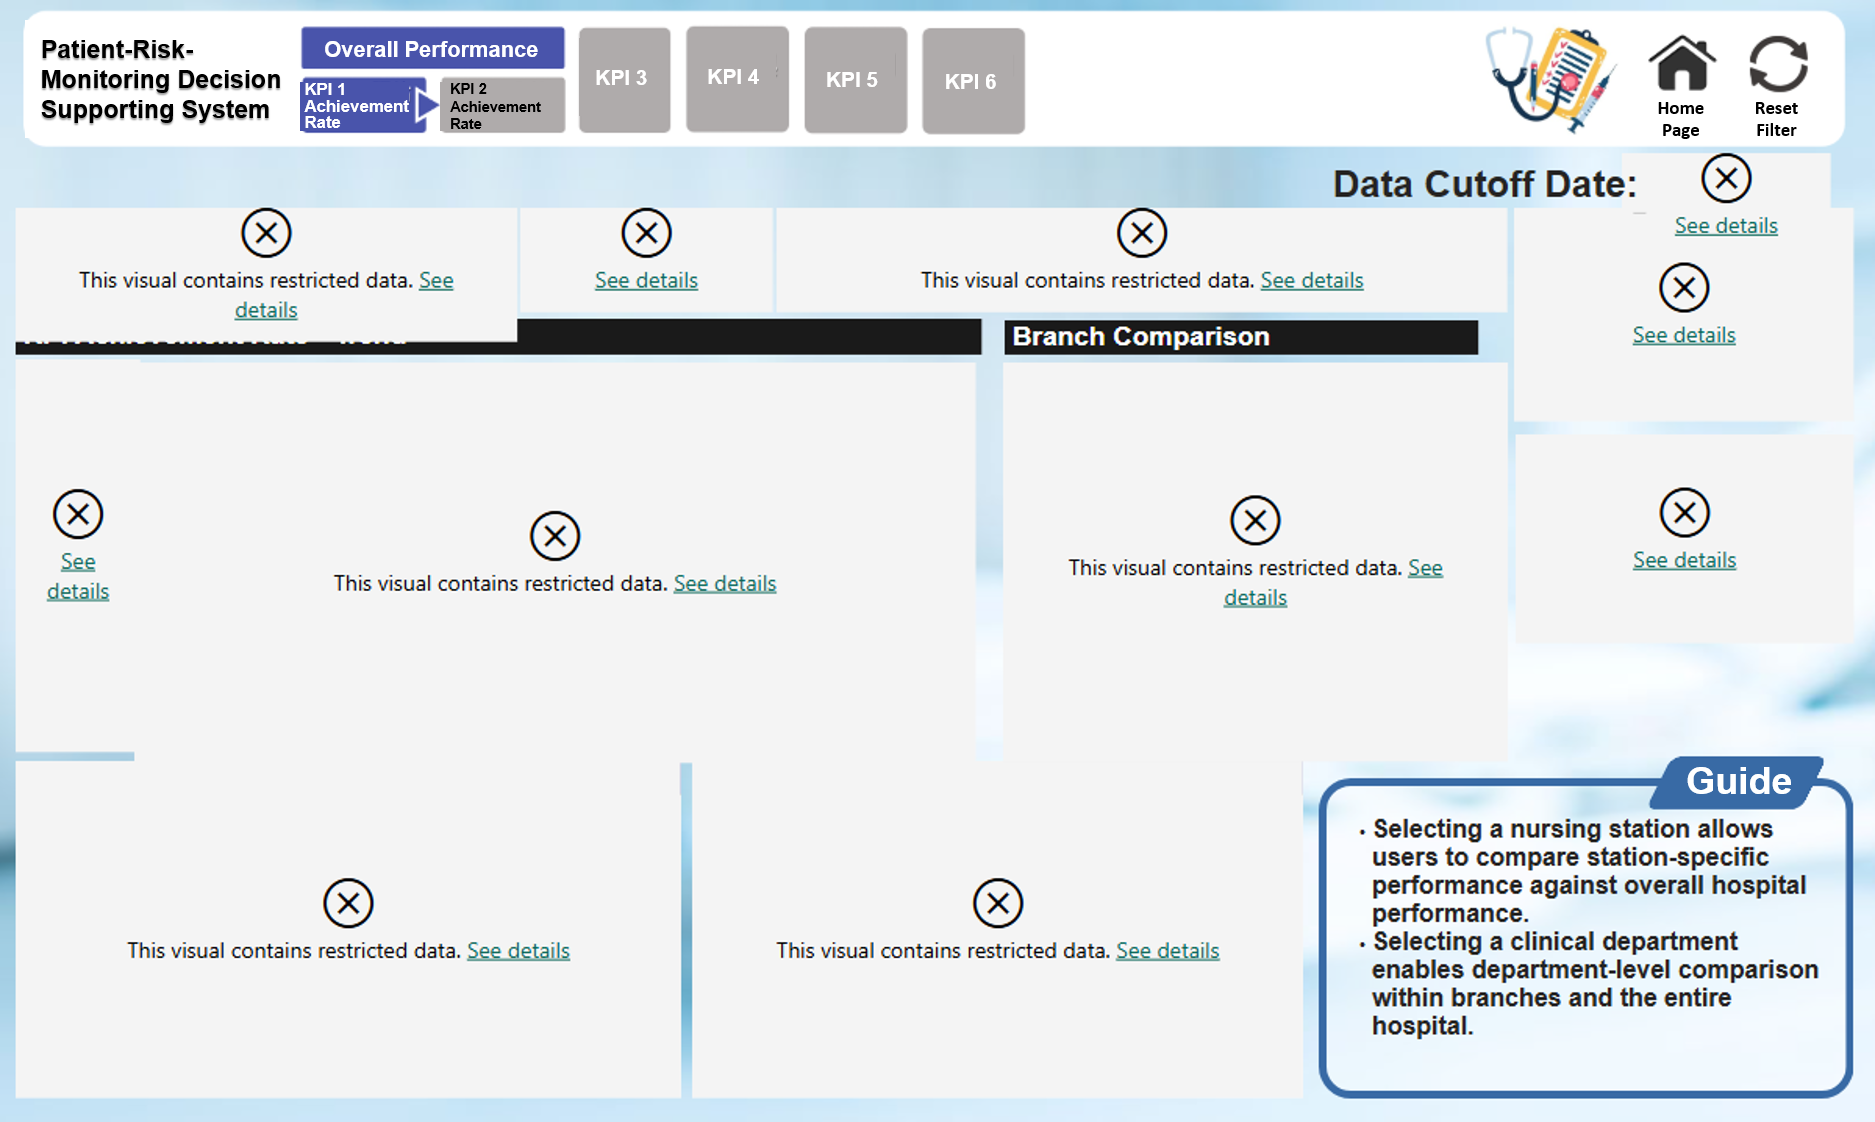 Patient-Risk-
Monitoring Decision
Supporting System
Overall Performance
KPI 1
Achievement
Rate
KPI 2
Achievement
Rate
KPI 3
KPI 4
KPI 5
KPI 6
Home
Page
Reset
Filter
Data Cutoff Date:
See details
This visual contains restricted data. See
details
See details
This visual contains restricted data. See details
See details
Branch Comparison
See
details
This visual contains restricted data. See details
This visual contains restricted data. See
details
See details
This visual contains restricted data. See details
This visual contains restricted data. See details
Guide
• Selecting a nursing station allows
users to compare station-specific
performance against overall hospital
performance.
• Selecting a clinical department
enables department-level comparison
within branches and the entire
hospital.